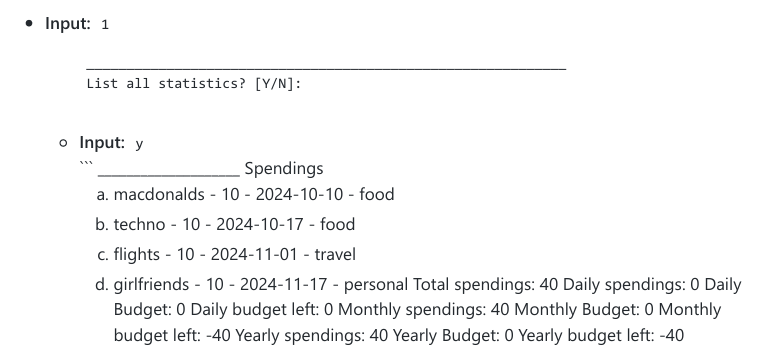 • Input: 1
____________________________________________________________
List all statistics? [Y/N]:
○ Input: y
``` __________________ Spendings
a. macdonalds - 10 - 2024-10-10 - food
b. techno - 10 - 2024-10-17 - food
c. flights - 10 - 2024-11-01 - travel
d. girlfriends - 10 - 2024-11-17 - personal Total spendings: 40 Daily spendings: 0 Daily
Budget: 0 Daily budget left: 0 Monthly spendings: 40 Monthly Budget: 0 Monthly
budget left: -40 Yearly spendings: 40 Yearly Budget: 0 Yearly budget left: -40